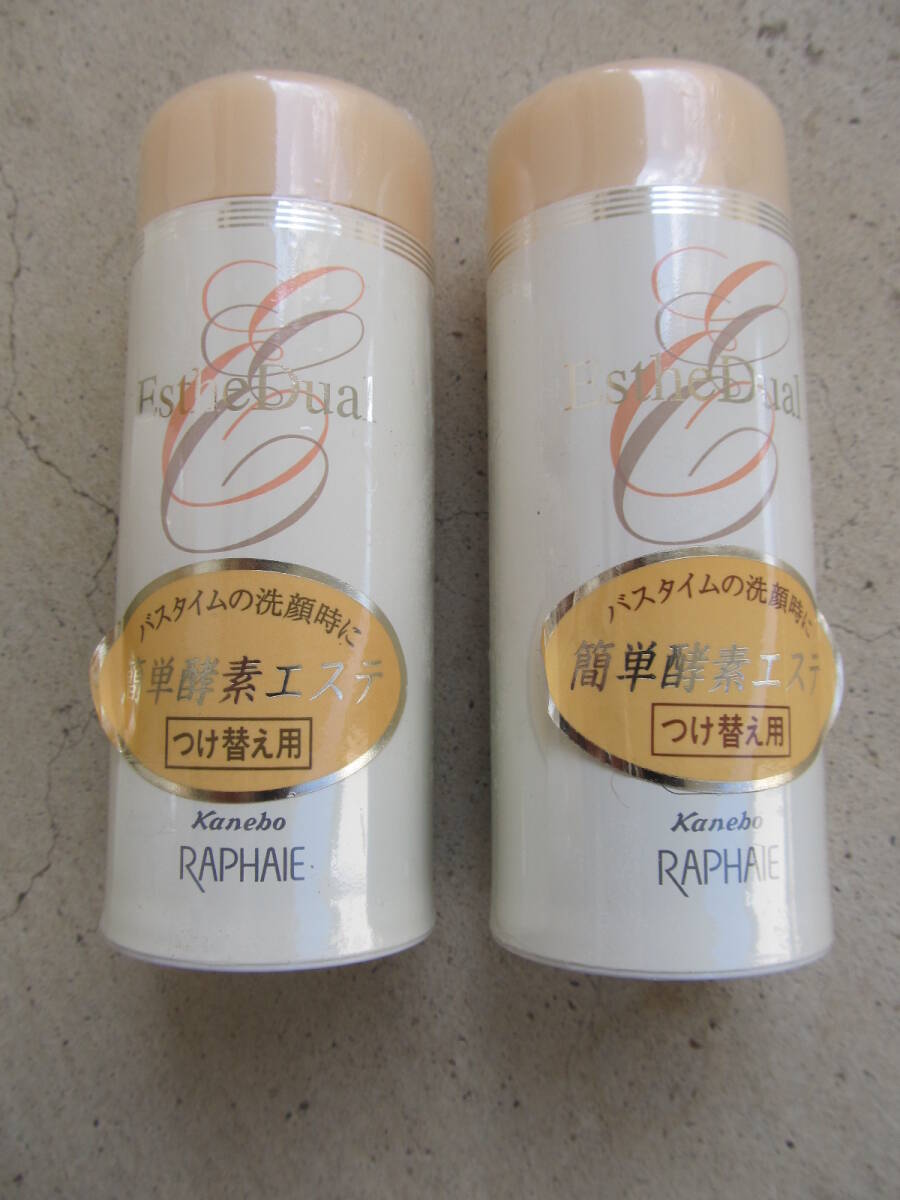 EstheDual
バスタイムの洗顔時に
簡単酵素エステ
つけ替え用
Kanebo
RAPHAIE
EstheDual
バスタイムの洗顔時に
簡単酵素エステ
つけ替え用
Kanebo
RAPHAIE